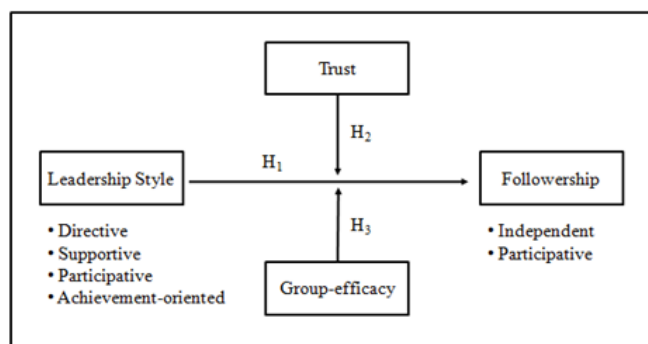 Trust
H2
H1
Leadership Style
Followership
• Directive
• Supportive
• Participative
• Achievement-oriented
H3
• Independent
• Participative
Group-efficacy